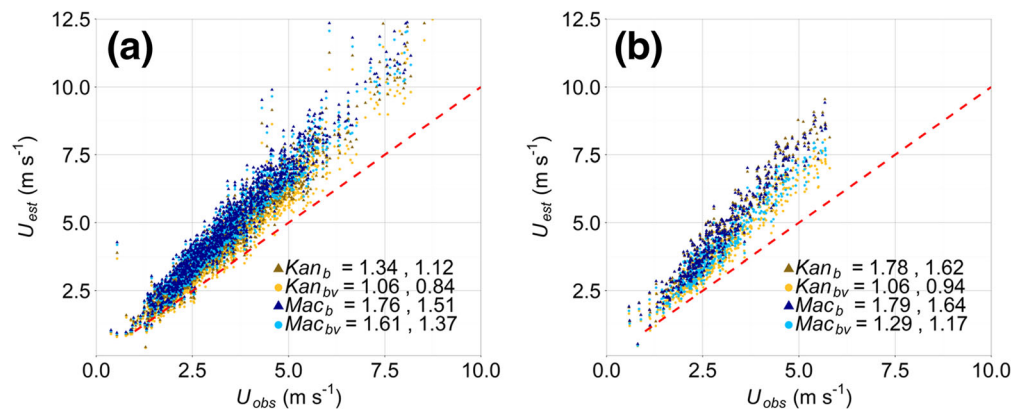 (a)
12.5
10.0
7.5
5.0
2.5
U_est (m s⁻¹)
Kan_b = 1.34 , 1.12
Kan_bv = 1.06 , 0.84
Mac_b = 1.76 , 1.51
Mac_bv = 1.61 , 1.37
0.0 2.5 5.0 7.5 10.0
U_obs (m s⁻¹)
(b)
12.5
10.0
7.5
5.0
2.5
U_est (m s⁻¹)
Kan_b = 1.78 , 1.62
Kan_bv = 1.06 , 0.94
Mac_b = 1.79 , 1.64
Mac_bv = 1.29 , 1.17
0.0 2.5 5.0 7.5 10.0
U_obs (m s⁻¹)